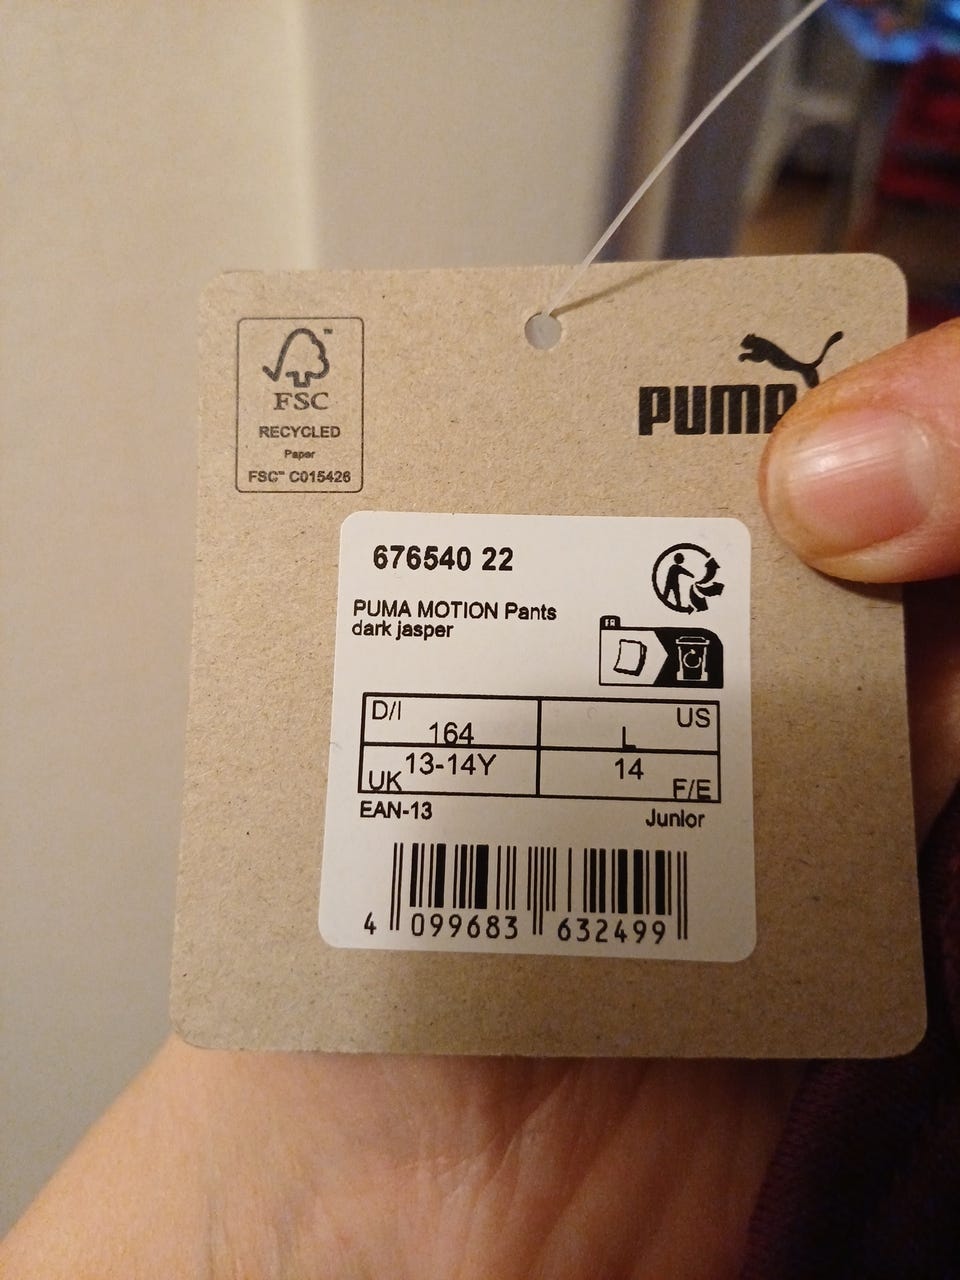 FSC™
RECYCLED
Paper
FSC™ C015426
PUMA
676540 22
PUMA MOTION Pants
dark jasper
FR
D/I 164 L US
UK 13-14Y 14 F/E
EAN-13 Junior
4 099683 632499